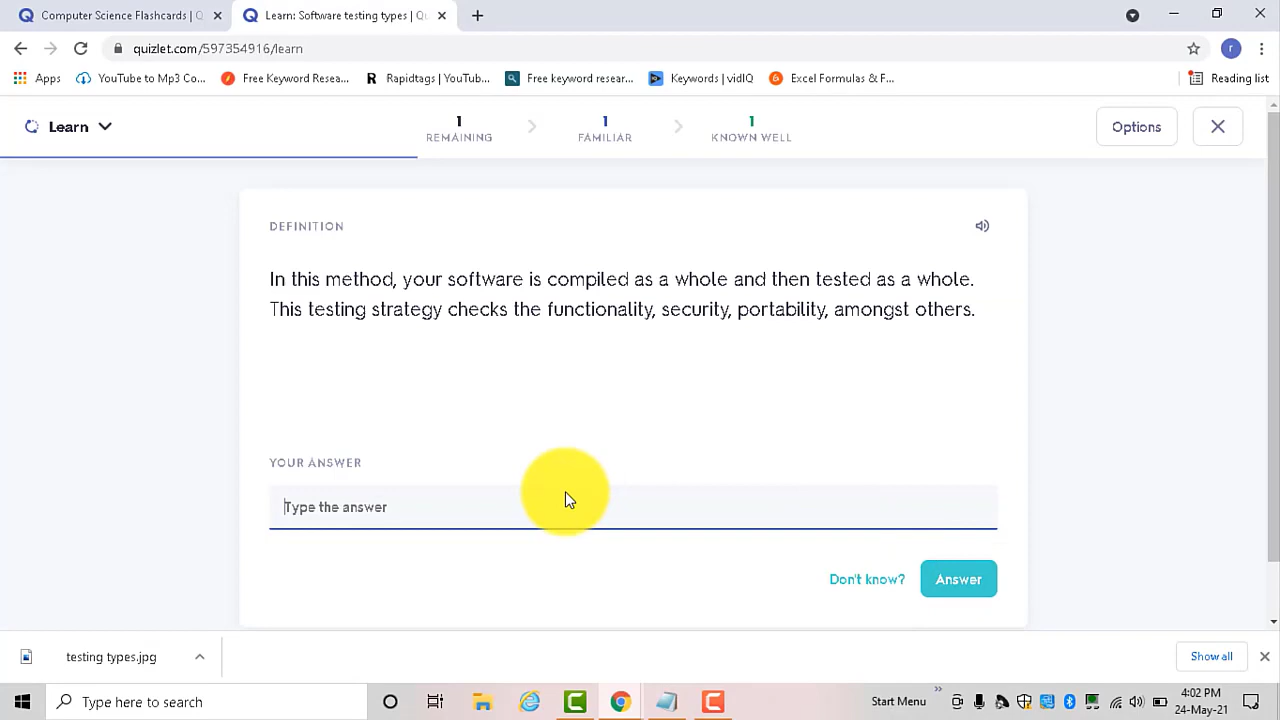 Computer Science Flashcards | Q
Learn: Software testing types | Qu
quizlet.com/597354916/learn
r
Apps
YouTube to Mp3 Co...
Free Keyword Resea...
Rapidtags | YouTub...
Free keyword resear...
Keywords | vidIQ
Excel Formulas & F...
Reading list
Learn
1
REMAINING
1
FAMILIAR
1
KNOWN WELL
Options
DEFINITION
In this method, your software is compiled as a whole and then tested as a whole.
This testing strategy checks the functionality, security, portability, amongst others.
YOUR ANSWER
Type the answer
Don't know?
Answer
testing types.jpg
Show all
Type here to search
Start Menu
4:02 PM
24-May-21